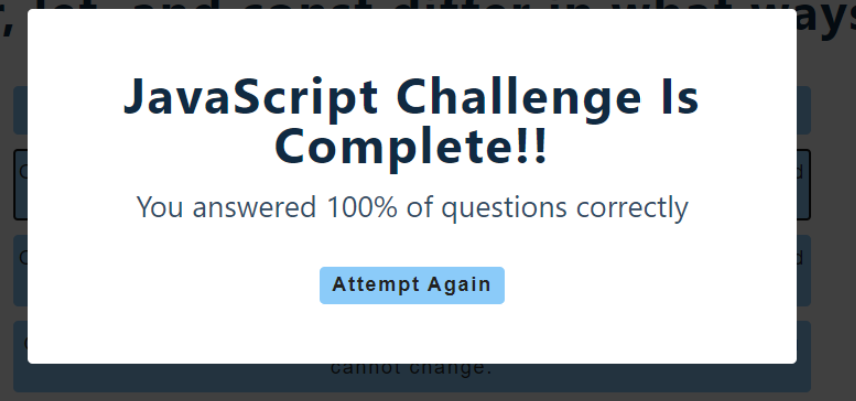 , let, and const differ in what ways
JavaScript Challenge Is
Complete!!
You answered 100% of questions correctly
Attempt Again
cannot change.